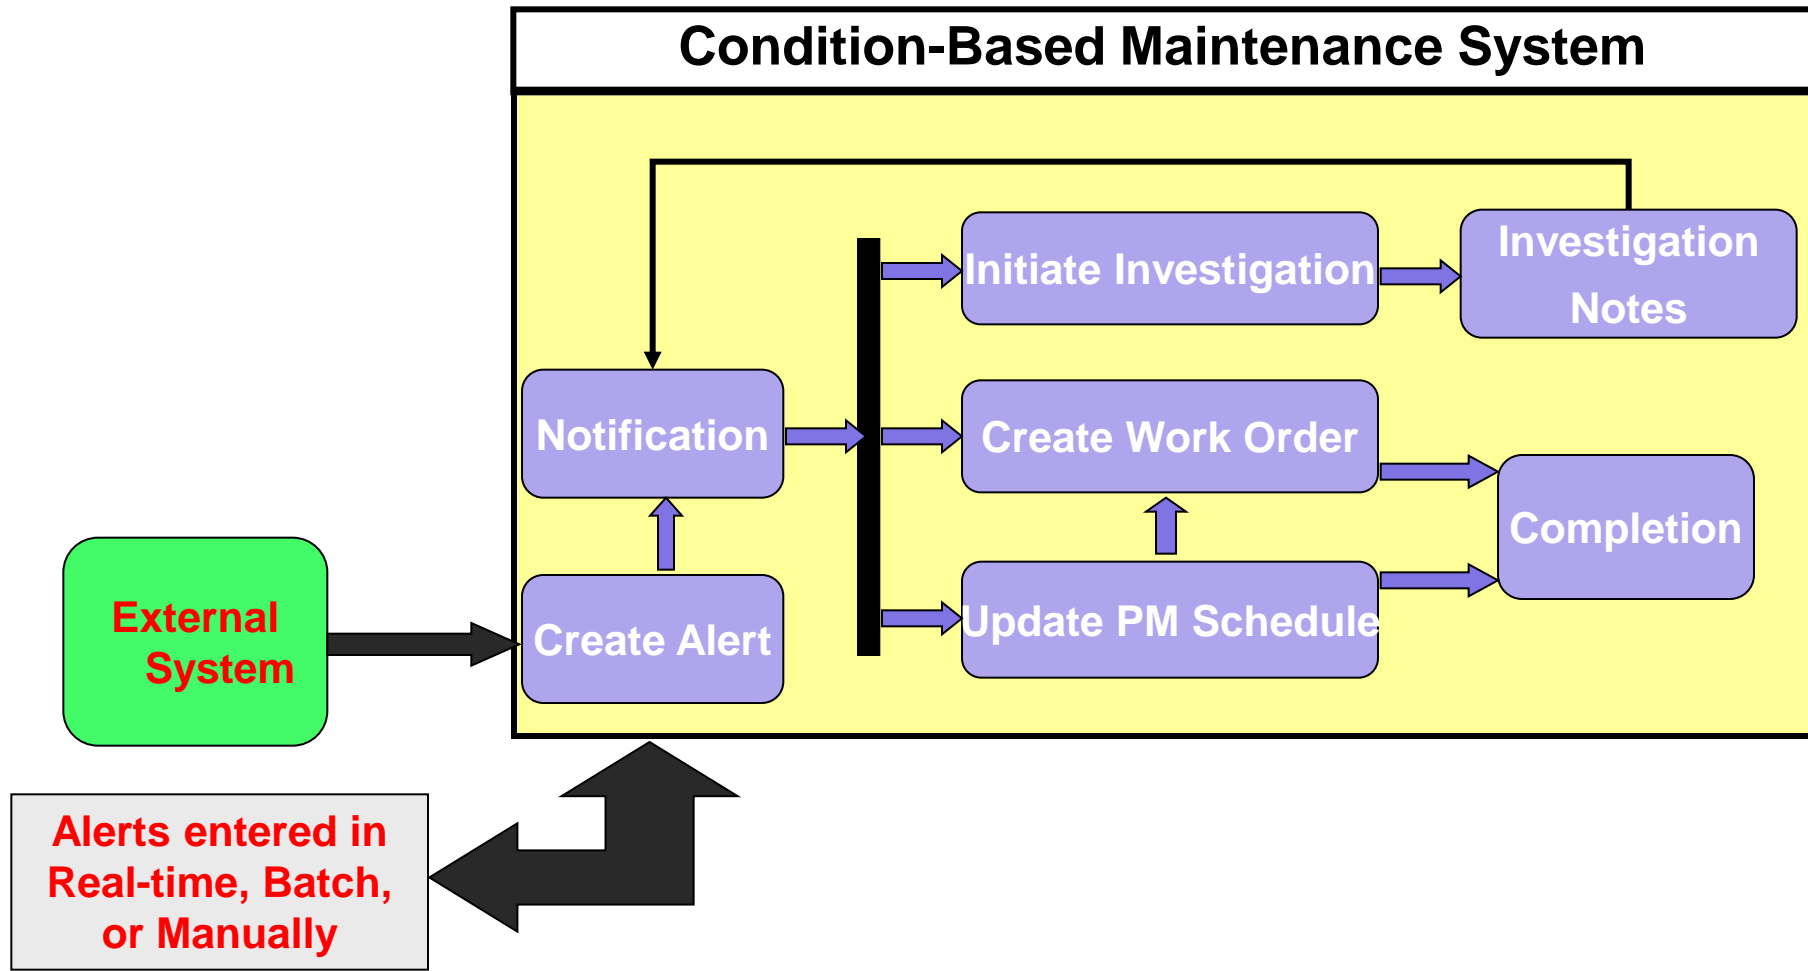 Condition-Based Maintenance System
Initiate Investigation
Investigation
Notes
Notification
Create Work Order
Completion
External
System
Create Alert
Update PM Schedule
Alerts entered in
Real-time, Batch,
or Manually